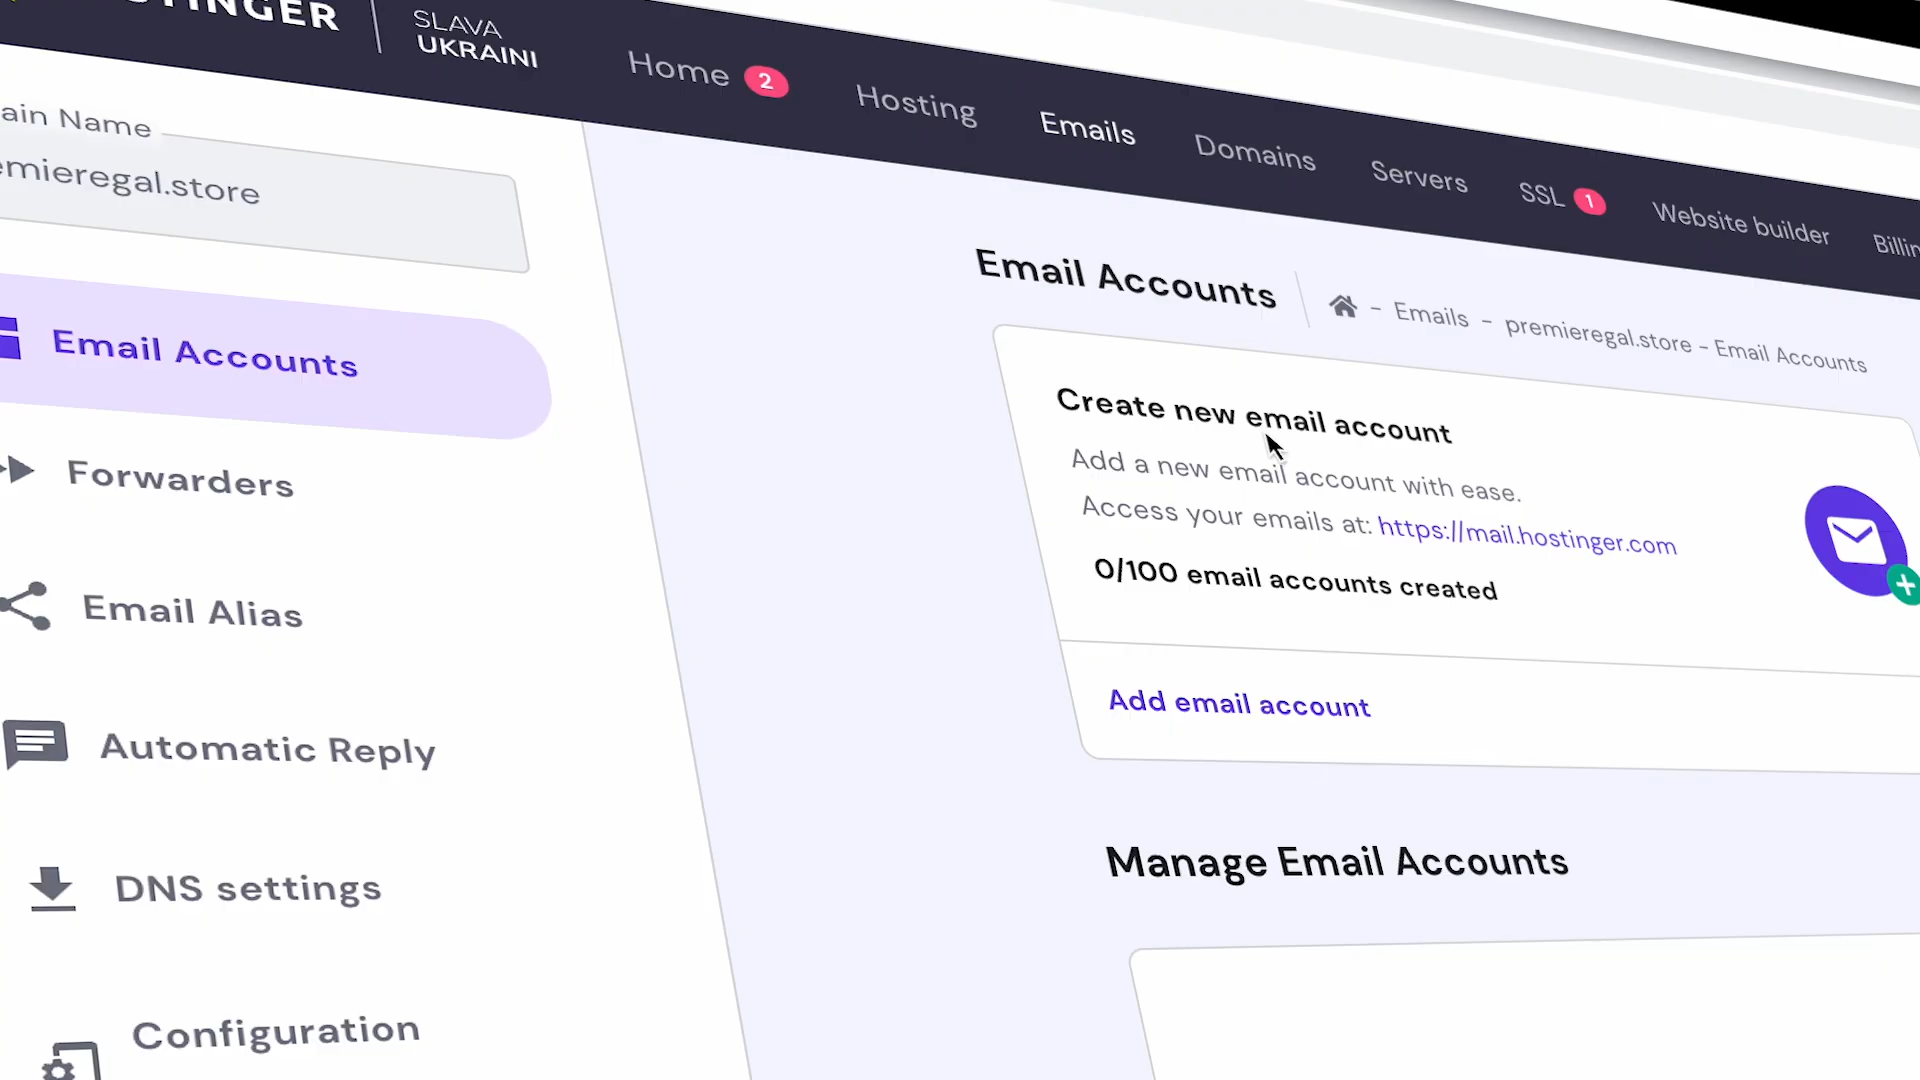 SLAVA
UKRAINI
Home 2
Hosting
Emails
Domains
Servers
SSL 1
Website builder
Name
Email Accounts
Forwarders
Email Alias
Automatic Reply
DNS settings
Configuration
Email Accounts
- Emails - premieregal.store - Email Accounts
Create new email account
Add a new email account with ease.
Access your emails at: https://mail.hostinger.com
0/100 email accounts created
Add email account
Manage Email Accounts